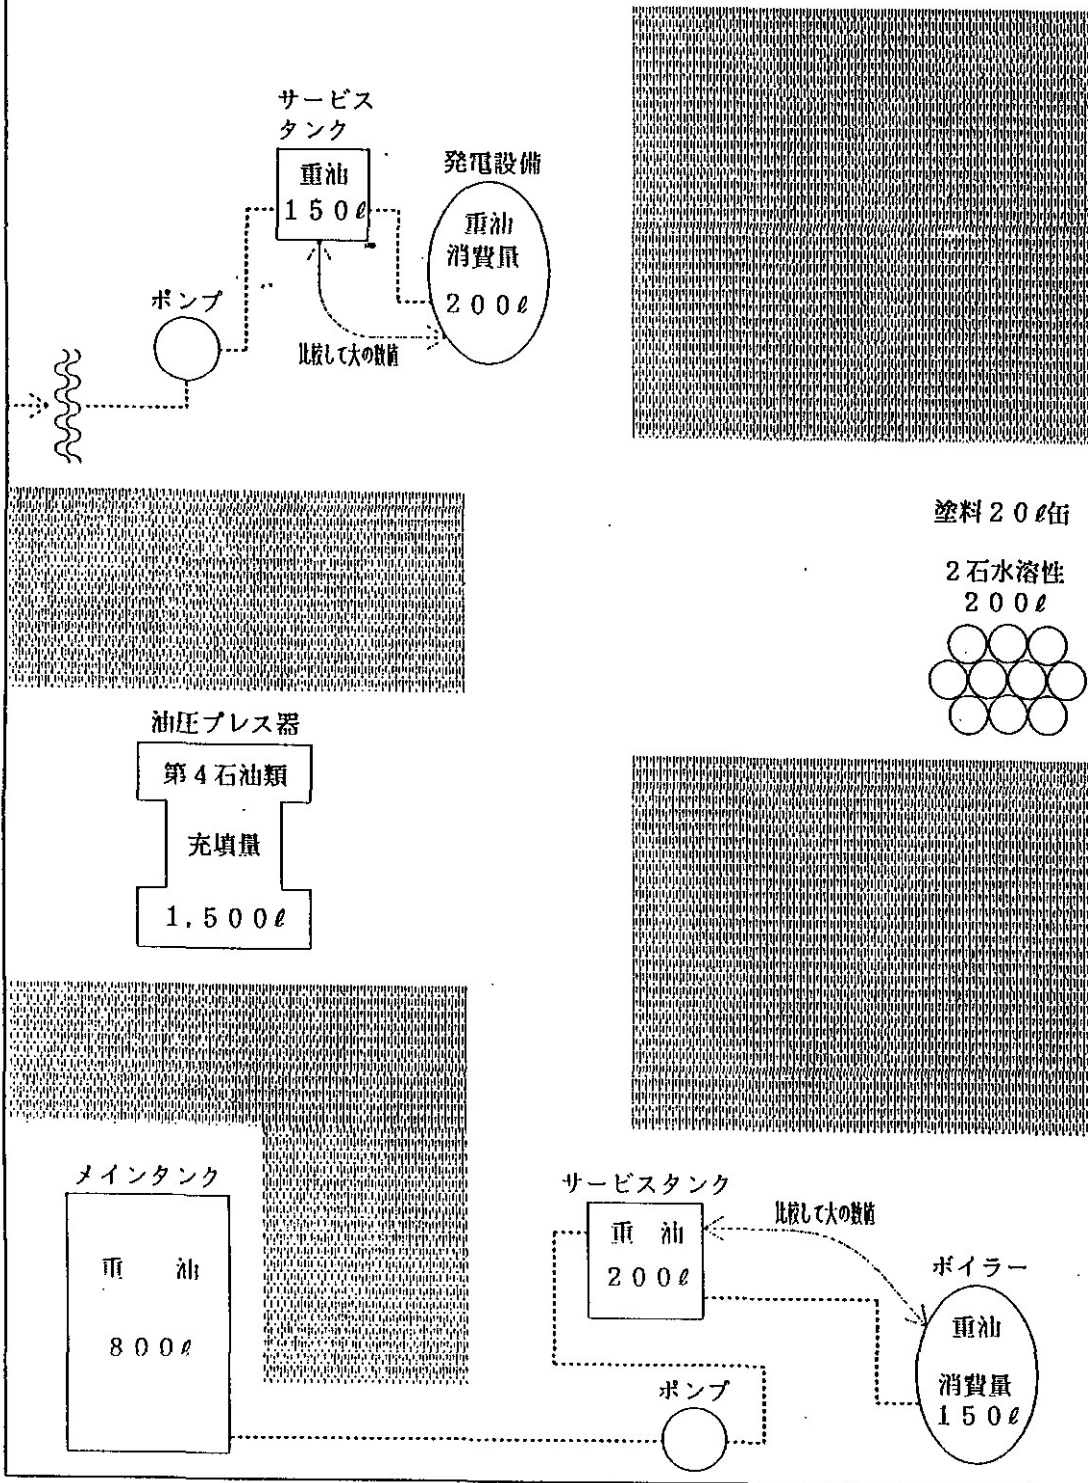 サービス
タンク
重油
150ℓ
発電設備
重油
消費量
200ℓ
ポンプ
比較して大の数値
塗料20ℓ缶
2石水溶性
200ℓ
油圧プレス器
第4石油類
充填量
1,500ℓ
メインタンク
重 油
800ℓ
サービスタンク
重 油
200ℓ
比較して大の数値
ボイラー
重油
消費量
150ℓ
ポンプ